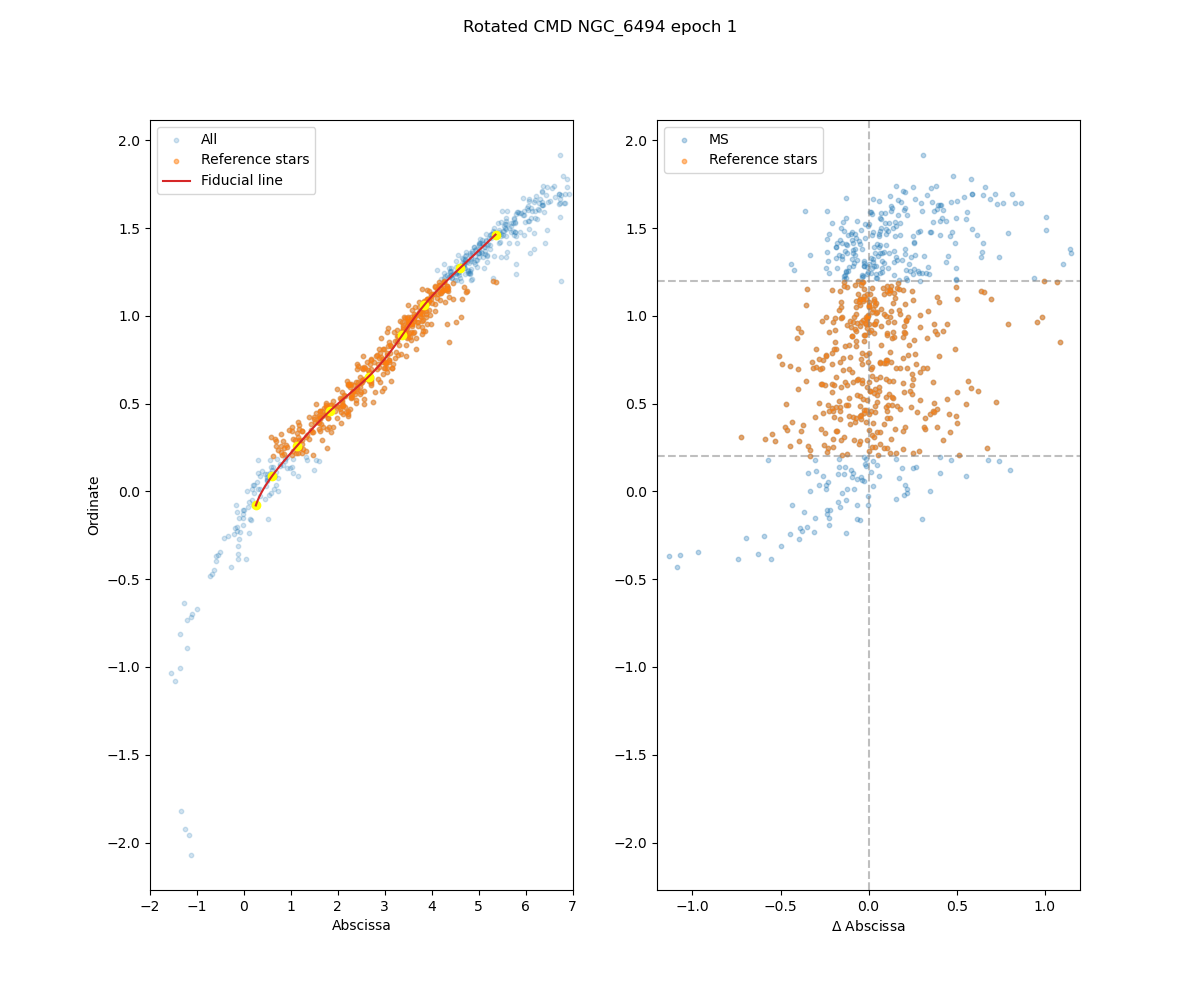 Rotated CMD NGC_6494 epoch 1
All
Reference stars
Fiducial line
2.0
1.5
1.0
0.5
0.0
−0.5
−1.0
−1.5
−2.0
Ordinate
−2 −1 0 1 2 3 4 5 6 7
Abscissa
MS
Reference stars
2.0
1.5
1.0
0.5
0.0
−0.5
−1.0
−1.5
−2.0
−1.0 −0.5 0.0 0.5 1.0
Δ Abscissa